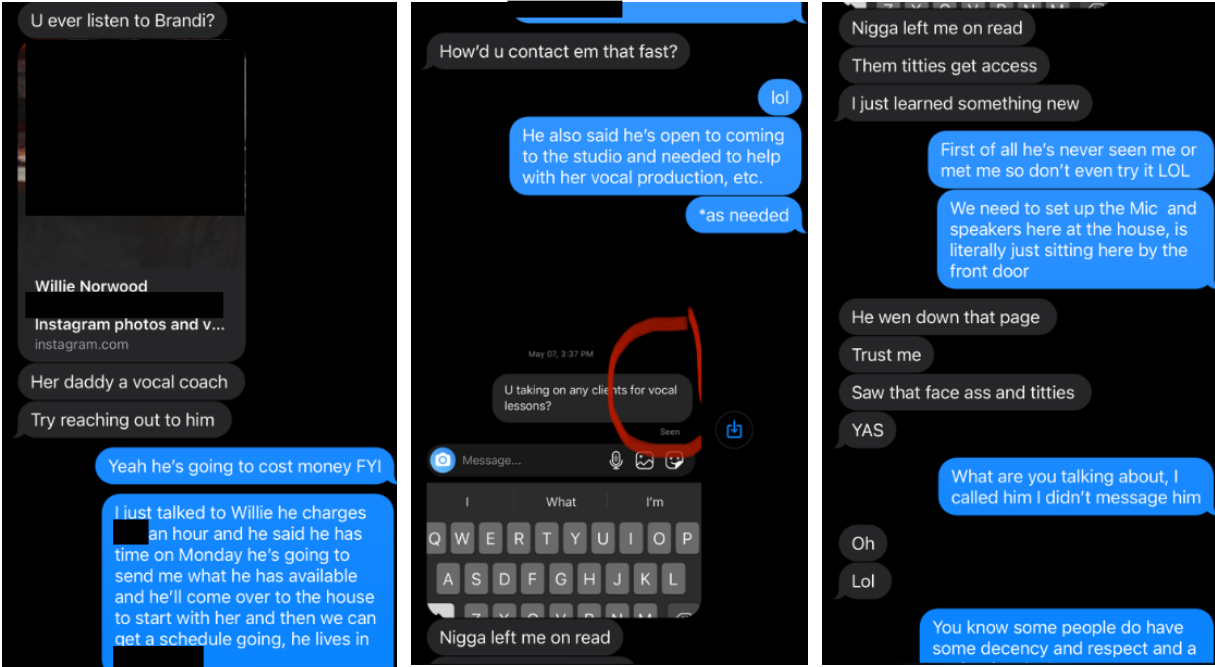 U ever listen to Brandi?
Willie Norwood
Instagram photos and v...
instagram.com
Her daddy a vocal coach
Try reaching out to him
Yeah he's going to cost money FYI
I just talked to Willie he charges
an hour and he said he has
time on Monday he's going to
send me what he has available
and he'll come over to the house
to start with her and then we can
get a schedule going, he lives in
How'd u contact em that fast?
lol
He also said he's open to coming
to the studio and needed to help
with her vocal production, etc.
*as needed
May 07, 3:37 PM
U taking on any clients for vocal
lessons?
Seen
Message...
I What I'm
Q W E R T Y U I O P
A S D F G H J K L
Z X C V B N M
Nigga left me on read
Z X C V B N M
Nigga left me on read
Them titties get access
I just learned something new
First of all he's never seen me or
met me so don't even try it LOL
We need to set up the Mic and
speakers here at the house, is
literally just sitting here by the
front door
He wen down that page
Trust me
Saw that face ass and titties
YAS
What are you talking about, I
called him I didn't message him
Oh
Lol
You know some people do have
some decency and respect and a